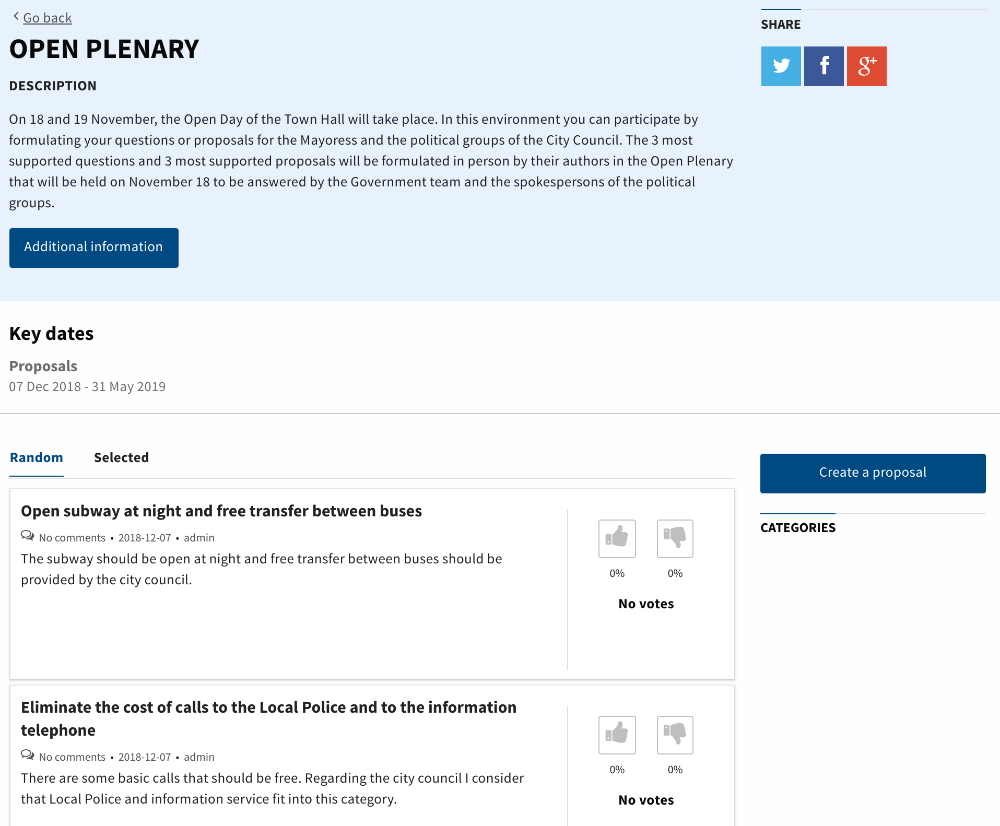 Go back
OPEN PLENARY
DESCRIPTION
On 18 and 19 November, the Open Day of the Town Hall will take place. In this environment you can participate by
formulating your questions or proposals for the Mayoress and the political groups of the City Council. The 3 most
supported questions and 3 most supported proposals will be formulated in person by their authors in the Open Plenary
that will be held on November 18 to be answered by the Government team and the spokespersons of the political
groups.
Additional information
SHARE
f
g+
Key dates
Proposals
07 Dec 2018 - 31 May 2019
Random Selected
Open subway at night and free transfer between buses
No comments • 2018-12-07 • admin
The subway should be open at night and free transfer between buses should be
provided by the city council.
0% 0%
No votes
Eliminate the cost of calls to the Local Police and to the information
telephone
No comments • 2018-12-07 • admin
There are some basic calls that should be free. Regarding the city council I consider
that Local Police and information service fit into this category.
0% 0%
No votes
Create a proposal
CATEGORIES